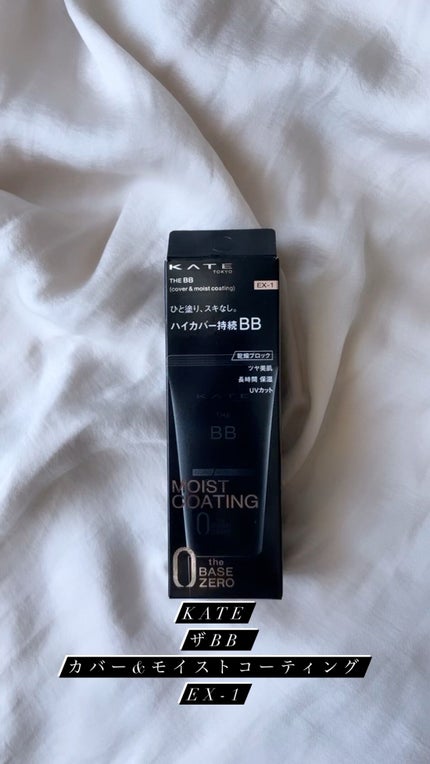 KATE
TOKYO
THE BB
(cover & moist coating)
EX-1
ひと塗り、スキなし。
ハイカバー持続BB
乾燥ブロック
ツヤ美肌
長時間 保湿
UVカット
KATE
THE
BB
MOIST
COATING
0
0 the
BASE
ZERO
KATE
ザBB
カバー&モイストコーティング
EX-1